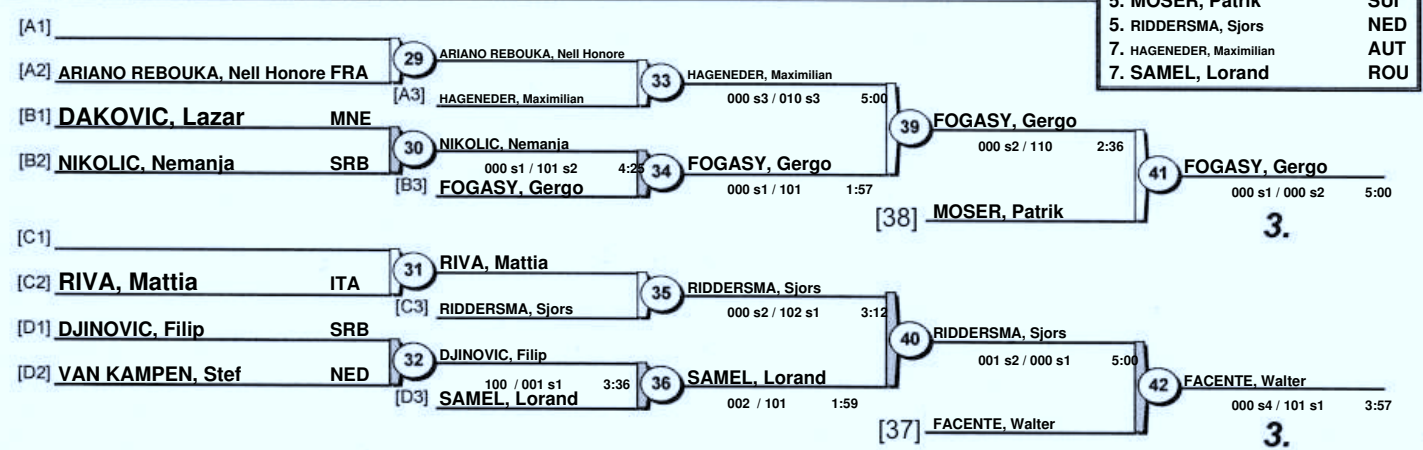 5. MOSER, Patrik SUI
5. RIDDERSMA, Sjors NED
7. HAGENEDER, Maximilian AUT
7. SAMEL, Lorand ROU
[A1]
29 ARIANO REBOUKA, Nell Honore
[A2] ARIANO REBOUKA, Nell Honore FRA
33 HAGENEDER, Maximilian
[A3] HAGENEDER, Maximilian
000 s3 / 010 s3 5:00
[B1] DAKOVIC, Lazar MNE
39 FOGASY, Gergo
30 NIKOLIC, Nemanja
000 s2 / 110 2:36
[B2] NIKOLIC, Nemanja SRB
000 s1 / 101 s2 4:25
34 FOGASY, Gergo
41 FOGASY, Gergo
[B3] FOGASY, Gergo
000 s1 / 101 1:57
000 s1 / 000 s2 5:00
[38] MOSER, Patrik
3.
[C1]
31 RIVA, Mattia
[C2] RIVA, Mattia ITA
35 RIDDERSMA, Sjors
[C3] RIDDERSMA, Sjors
000 s2 / 102 s1 3:12
[D1] DJINOVIC, Filip SRB
40 RIDDERSMA, Sjors
32 DJINOVIC, Filip
001 s2 / 000 s1 5:00
[D2] VAN KAMPEN, Stef NED
100 / 001 s1 3:36
36 SAMEL, Lorand
42 FACENTE, Walter
[D3] SAMEL, Lorand
002 / 101 1:59
000 s4 / 101 s1 3:57
[37] FACENTE, Walter
3.